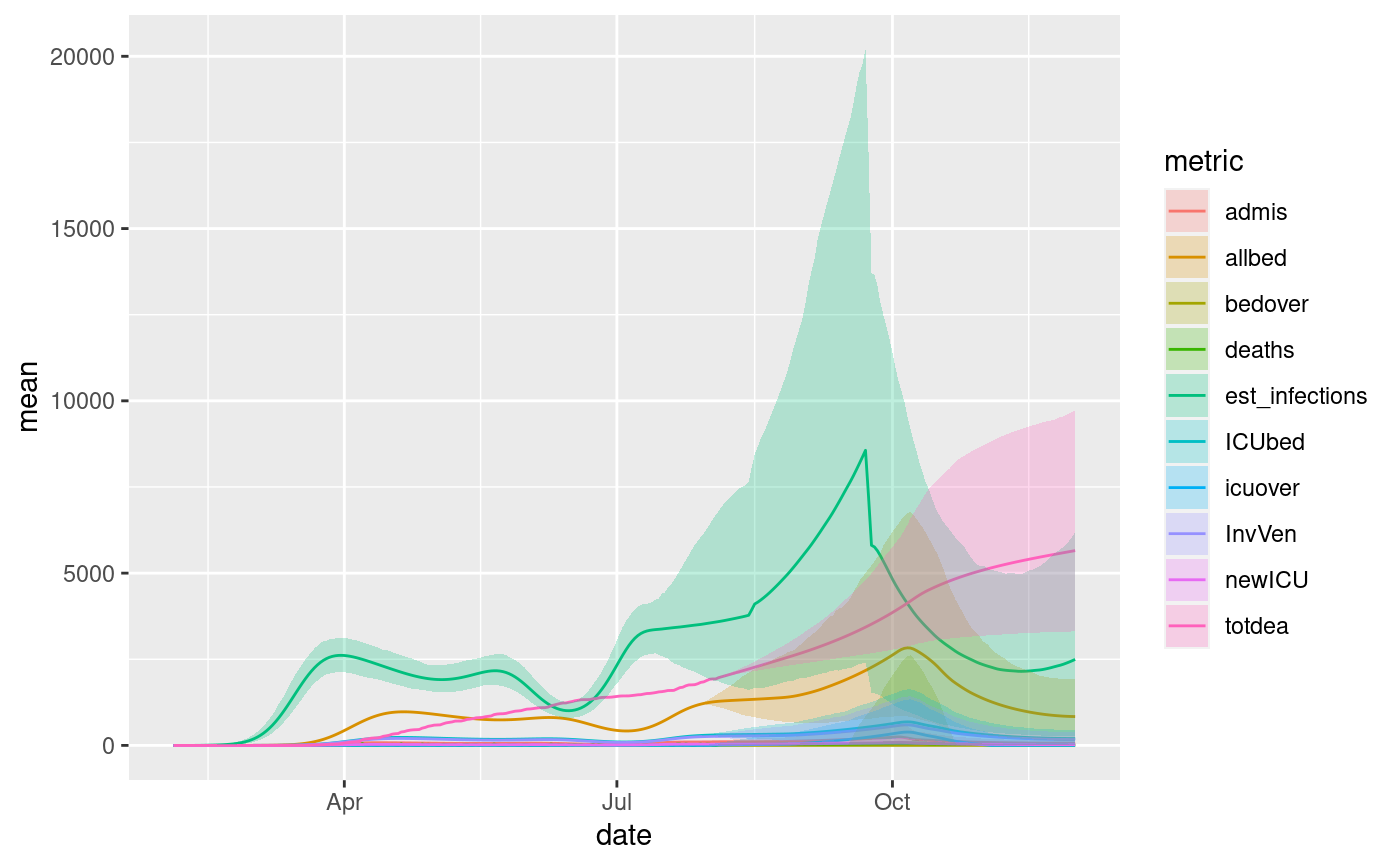 mean
20000
15000
10000
5000
0
Apr
Jul
Oct
date
metric
admis
allbed
bedover
deaths
est_infections
ICUbed
icuover
InvVen
newICU
totdea